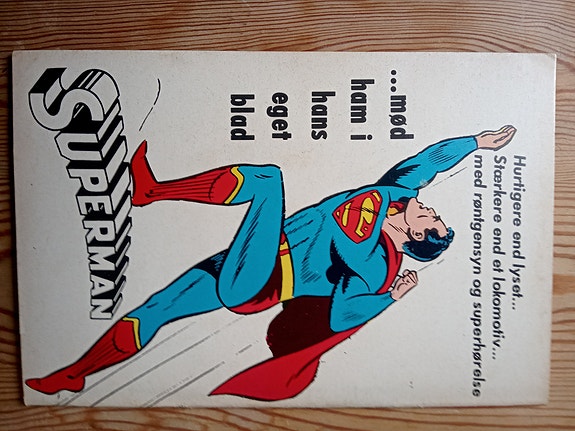 Hurtigere end lyset...
Stærkere end et lokomotiv...
med røntgensyn og superhørelse
...mød
ham i
hans
eget
blad
SUPERMAN